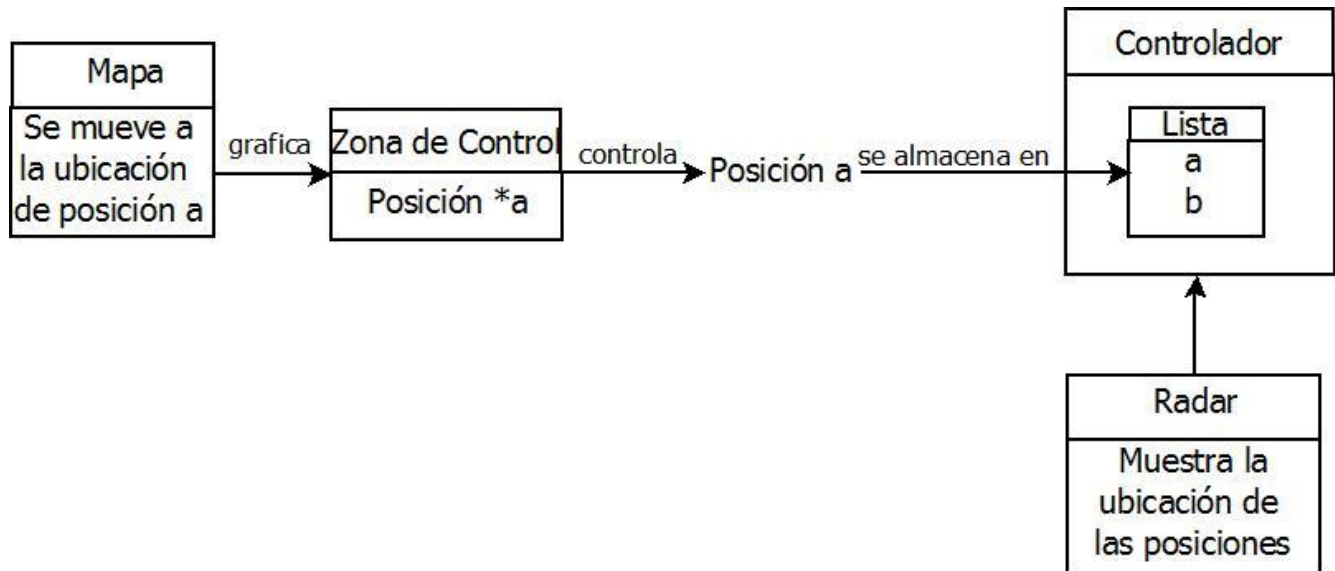 Mapa
Se mueve a
la ubicación
de posición a
grafica
Zona de Control
Posición *a
controla
Posición a
se almacena en
Controlador
Lista
a
b
Radar
Muestra la
ubicación de
las posiciones